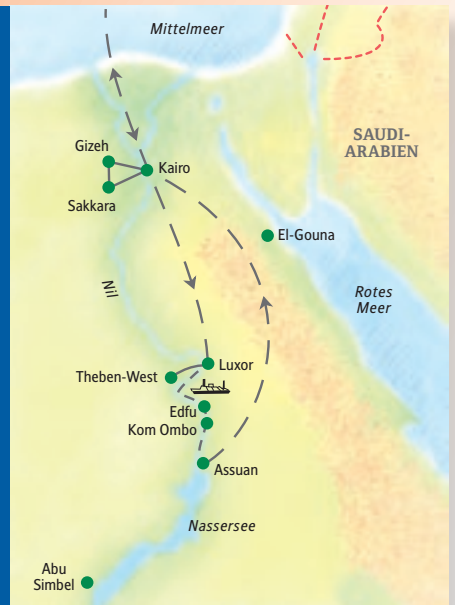 Mittelmeer
SAUDI-
ARABIEN
Gizeh
Kairo
Sakkara
El-Gouna
Nil
Rotes
Meer
Luxor
Theben-West
Edfu
Kom Ombo
Assuan
Nassersee
Abu
Simbel